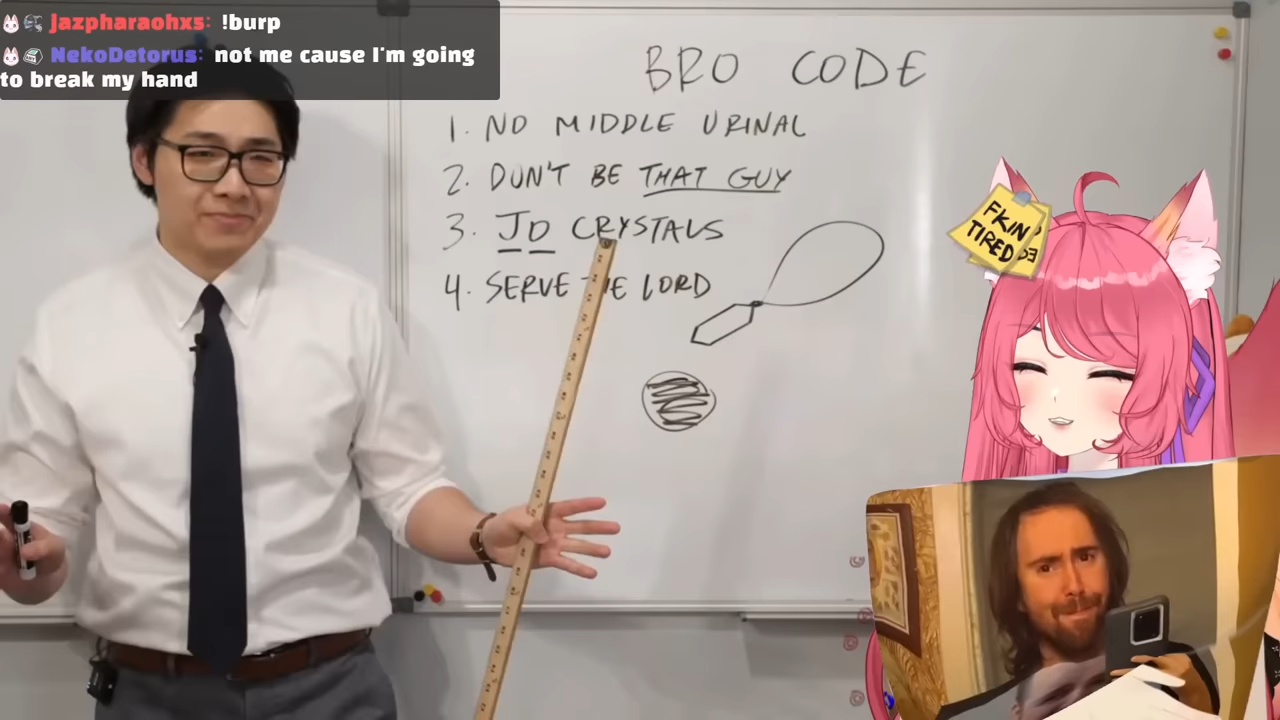 Jazpharaohxs: !burp
NekoDetorus: not me cause I'm going
to break my hand
BRO CODE
1. NO MIDDLE URINAL
2. DON'T BE THAT GUY
3. JD CRYSTALS
4. SERVE LORD
FKIN
TIRED